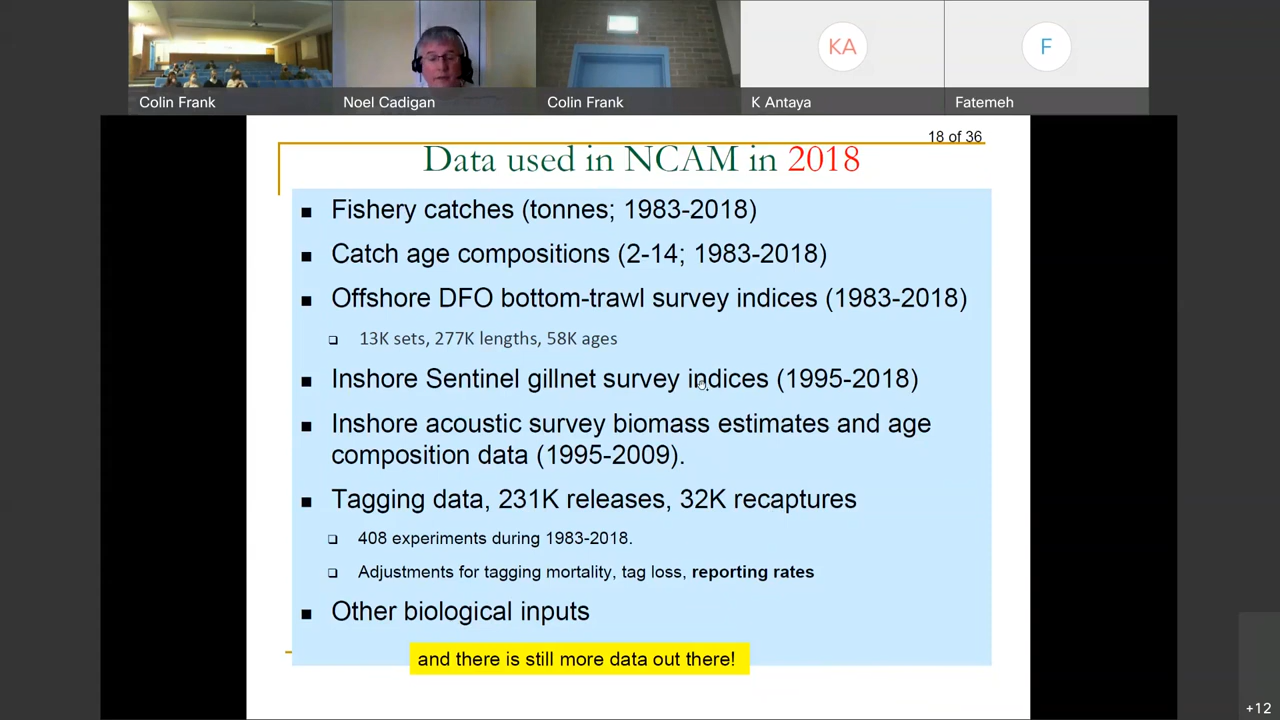 KA
F
Colin Frank
Noel Cadigan
Colin Frank
K Antaya
Fatemeh
18 of 36
Data used in NCAM in 2018
Fishery catches (tonnes; 1983-2018)
Catch age compositions (2-14; 1983-2018)
Offshore DFO bottom-trawl survey indices (1983-2018)
13K sets, 277K lengths, 58K ages
Inshore Sentinel gillnet survey indices (1995-2018)
Inshore acoustic survey biomass estimates and age
composition data (1995-2009).
Tagging data, 231K releases, 32K recaptures
408 experiments during 1983-2018.
Adjustments for tagging mortality, tag loss, reporting rates
Other biological inputs
and there is still more data out there!
+12